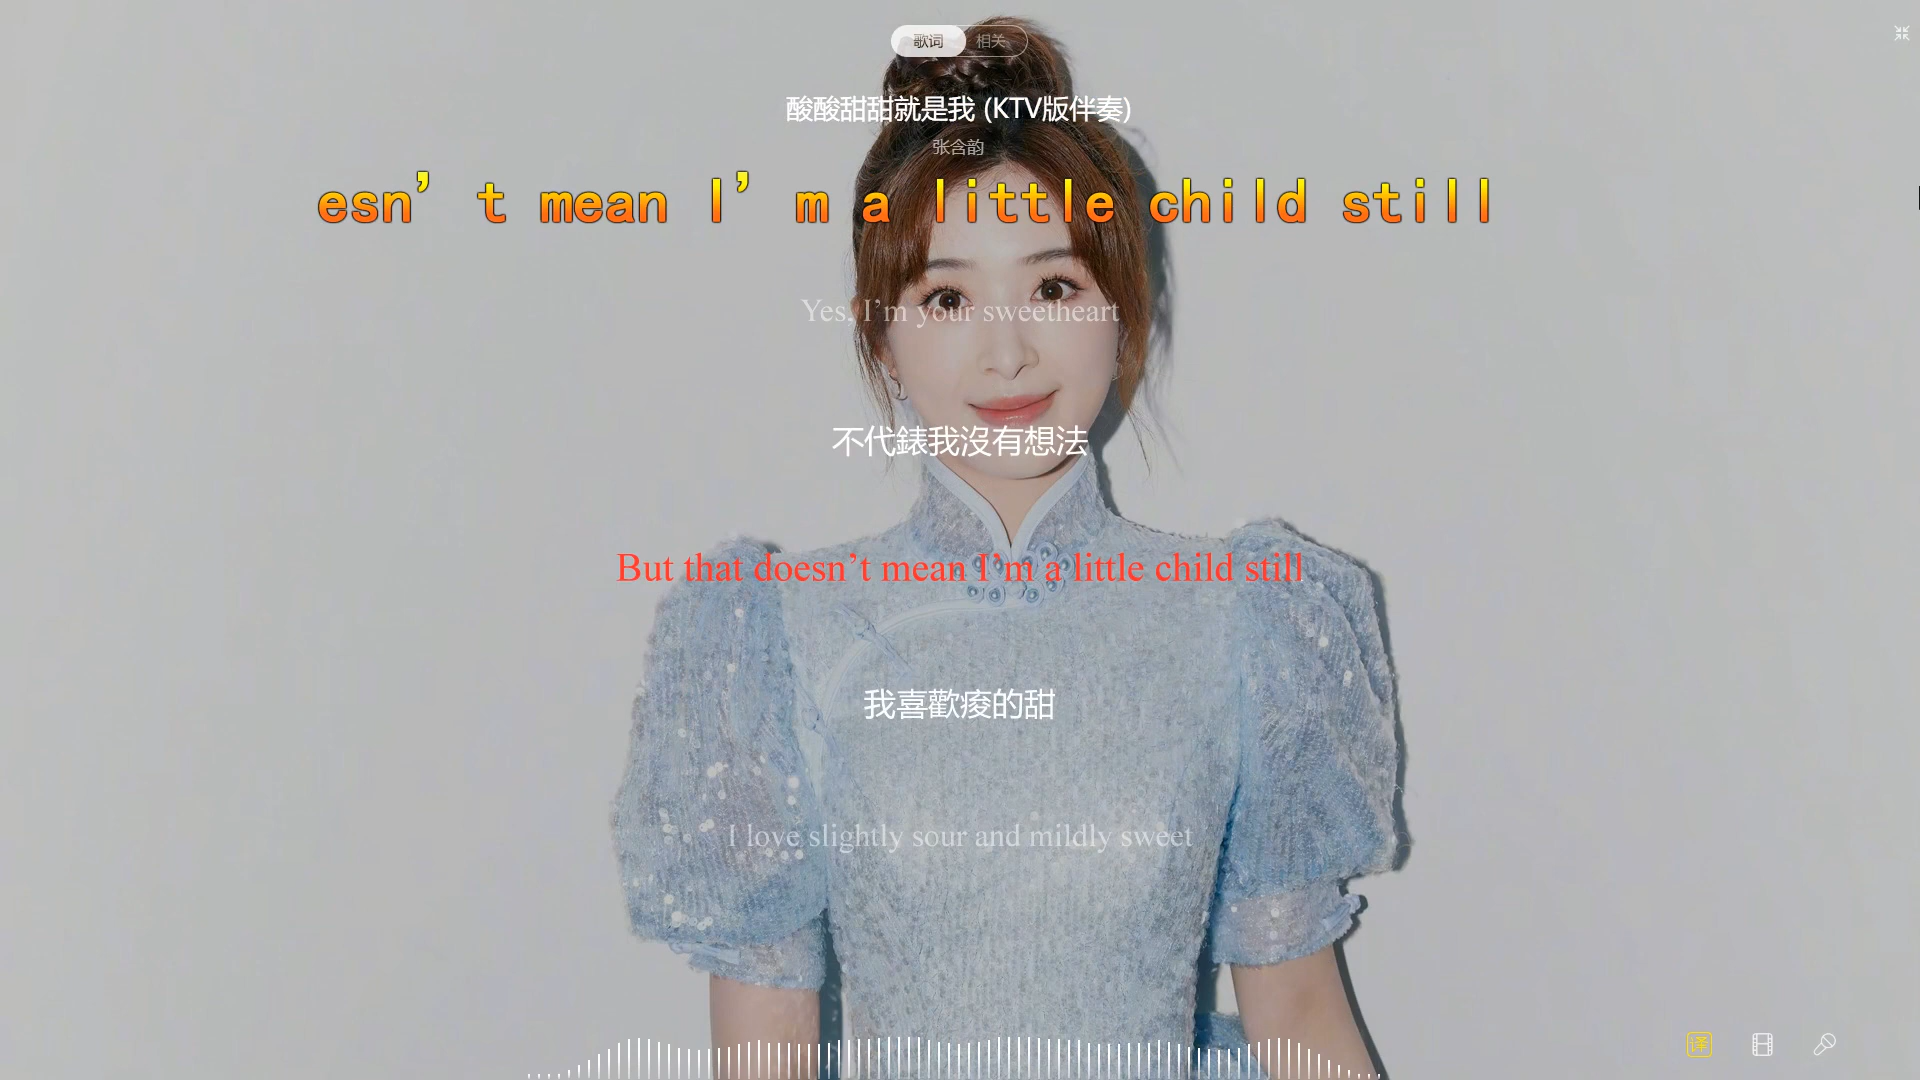 歌词 相关
酸酸甜甜就是我 (KTV版伴奏)
张含韵
esn’t mean I’m a little child still
Yes, I’m your sweetheart
不代錶我沒有想法
But that doesn’t mean I’m a little child still
我喜歡痠的甜
I love slightly sour and mildly sweet
译